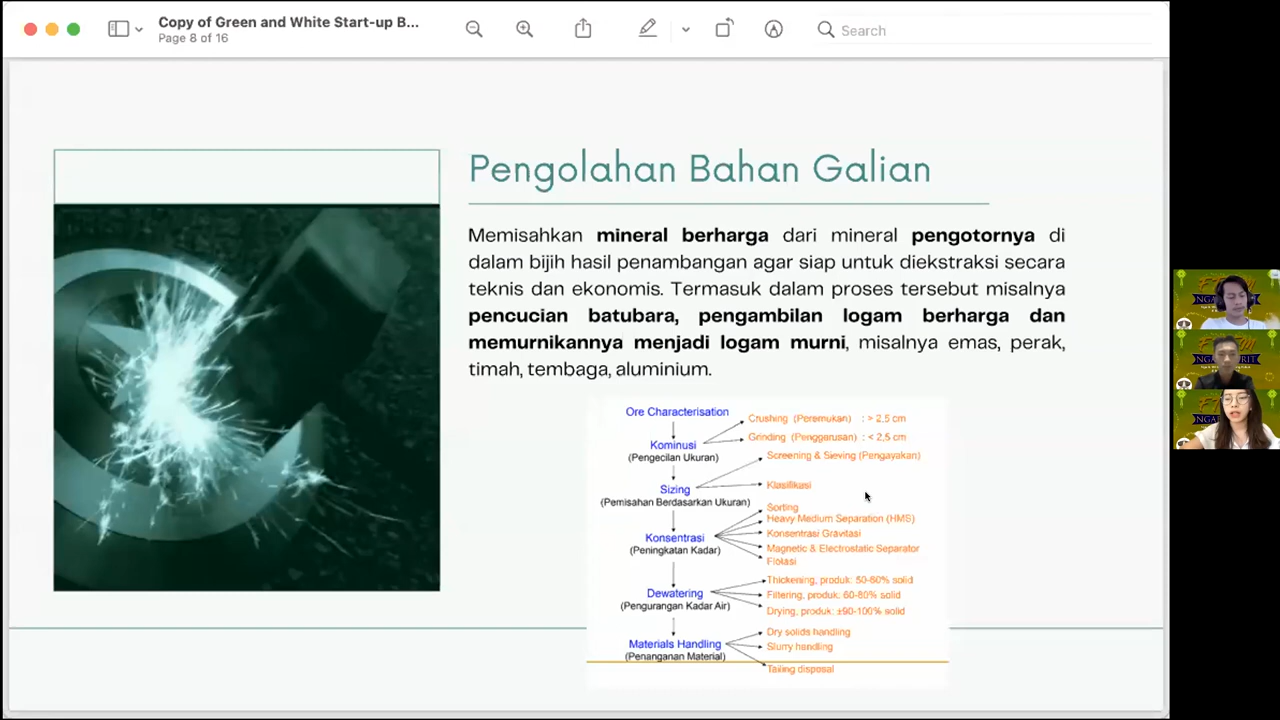 Copy of Green and White Start-up B...
Page 8 of 16
Search
Pengolahan Bahan Galian
Memisahkan mineral berharga dari mineral pengotornya di
dalam bijih hasil penambangan agar siap untuk diekstraksi secara
teknis dan ekonomis. Termasuk dalam proses tersebut misalnya
pencucian batubara, pengambilan logam berharga dan
memurnikannya menjadi logam murni, misalnya emas, perak,
timah, tembaga, aluminium.
Ore Characterisation
Crushing (Peremukan) : > 2,5 cm
Kominusi
Grinding (Penggerusan) : < 2,5 cm
(Pengecilan Ukuran)
Screening & Sieving (Pengayakan)
Sizing
Klasifikasi
(Pemisahan Berdasarkan Ukuran)
Sorting
Heavy Medium Separation (HMS)
Konsentrasi
Konsentrasi Gravitasi
(Peningkatan Kadar)
Magnetic & Electrostatic Separator
Flotasi
Thickening, produk: 50-60% solid
Dewatering
Filtering, produk: 60-80% solid
(Pengurangan Kadar Air)
Drying, produk: ±90-100% solid
Dry solids handling
Materials Handling
Slurry handling
(Penanganan Material)
Tailing disposal